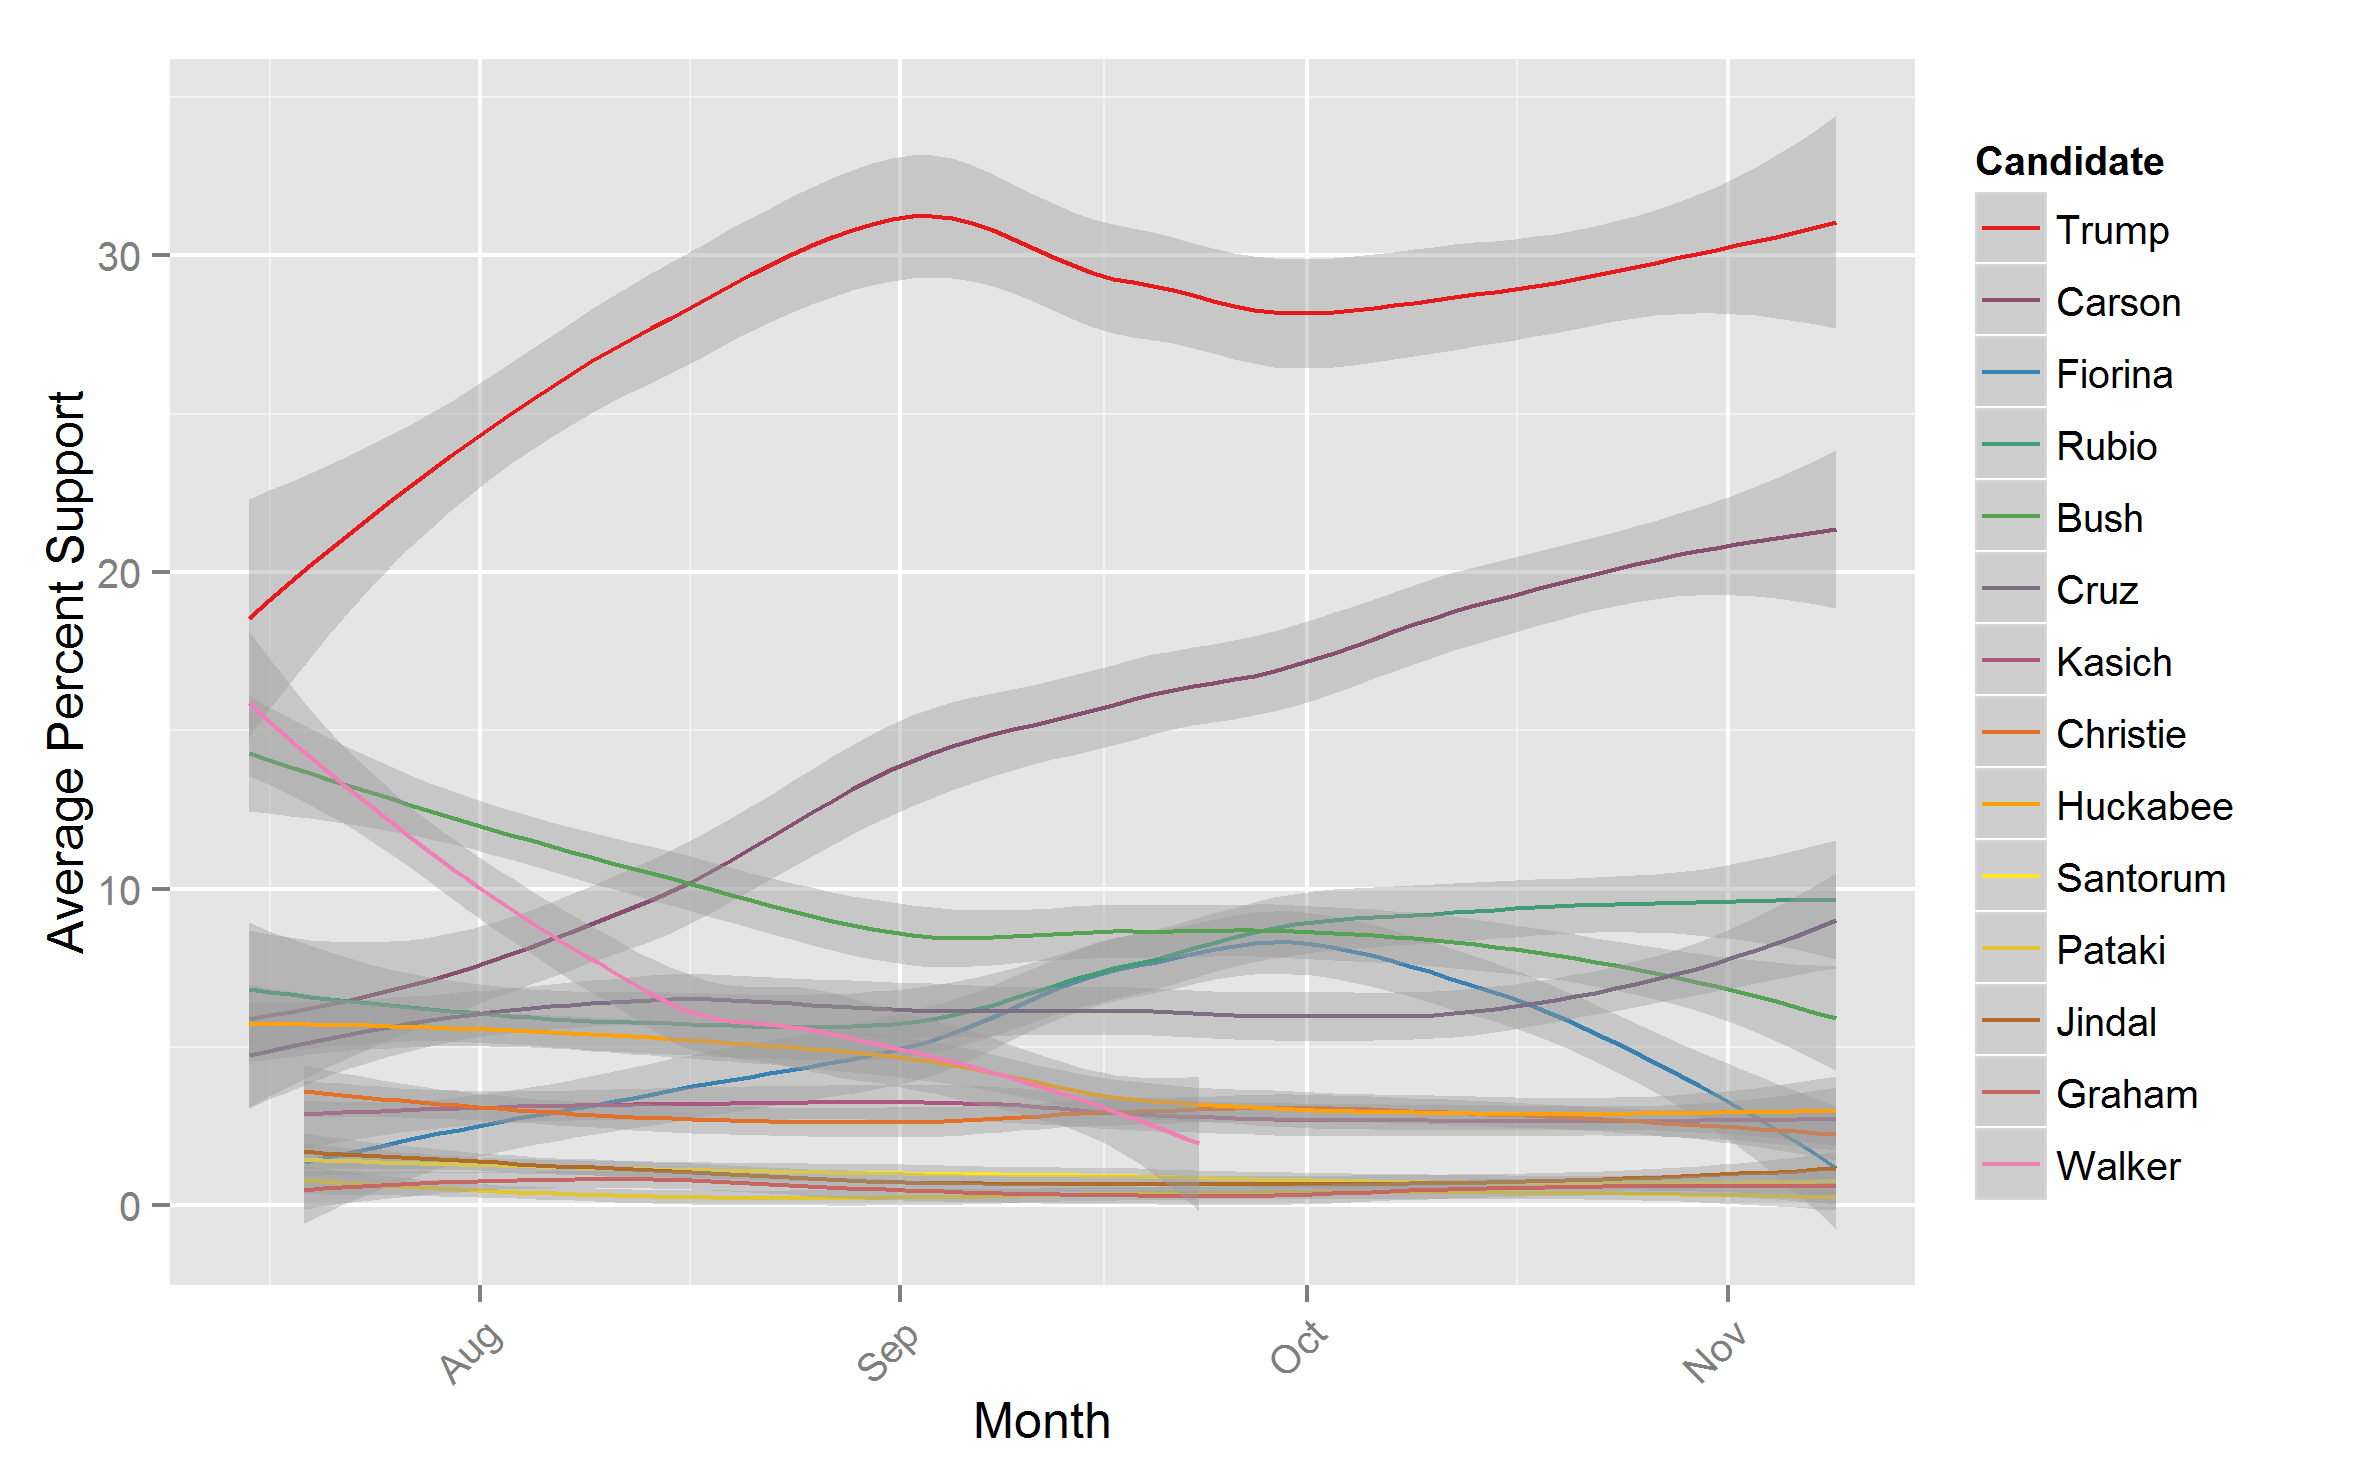 Average Percent Support
30
20
10
0
Aug
Sep
Oct
Nov
Month
Candidate
Trump
Carson
Fiorina
Rubio
Bush
Cruz
Kasich
Christie
Huckabee
Santorum
Pataki
Jindal
Graham
Walker